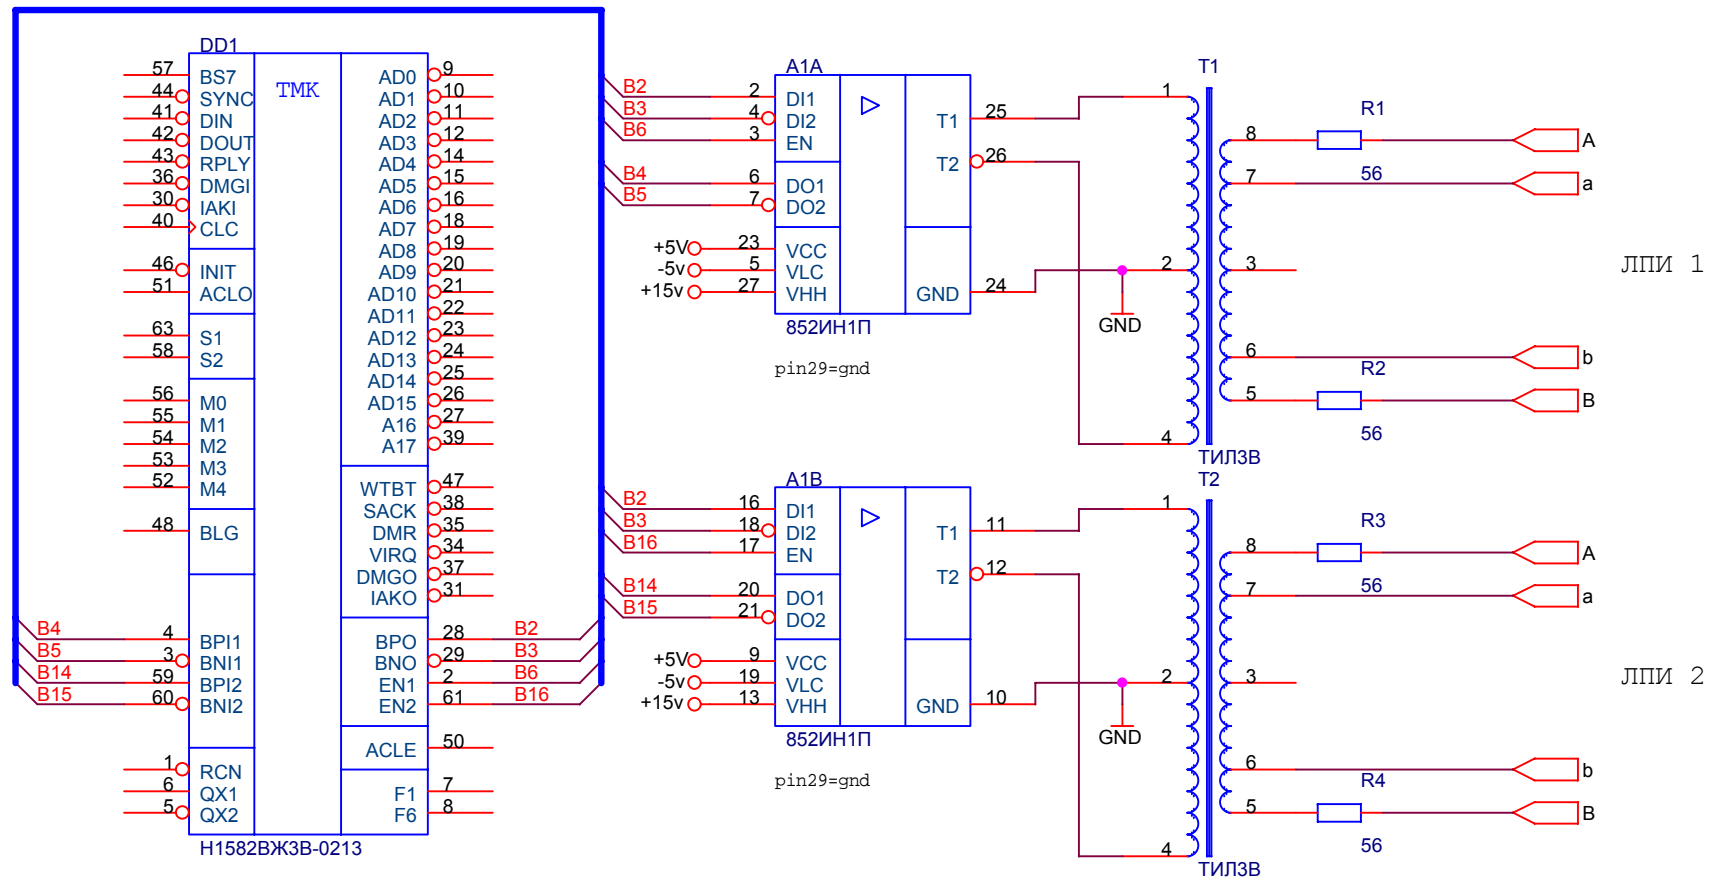 DD1
TMK
57 BS7
44 SYNC
41 DIN
42 DOUT
43 RPLY
36 DMGI
30 IAKI
40 CLC
46 INIT
51 ACLO
63 S1
58 S2
56 M0
55 M1
54 M2
53 M3
52 M4
48 BLG
B4 4 BPI1
B5 3 BNI1
B14 59 BPI2
B15 60 BNI2
1 RCN
6 QX1
5 QX2
AD0 9
AD1 10
AD2 11
AD3 12
AD4 14
AD5 15
AD6 16
AD7 18
AD8 19
AD9 20
AD10 21
AD11 22
AD12 23
AD13 24
AD14 25
AD15 26
A16 27
A17 39
WTBT 47
SACK 38
DMR 35
VIRQ 34
DMGO 37
IAKO 31
BPO 28 B2
BNO 29 B3
EN1 2 B6
EN2 61 B16
ACLE 50
F1 7
F6 8
Н1582ВЖ3В-0213
A1A
B2 2 DI1
B3 4 DI2
B6 3 EN
B4 6 DO1
B5 7 DO2
+5V 23 VCC
-5v 5 VLC
+15v 27 VHH
T1 25
T2 26
GND 24
852ИН1П
pin29=gnd
GND
T1
1
2
4
8
7
3
6
5
ТИЛ3В
R1
56
R2
56
A
a
b
B
ЛПИ 1
A1B
B2 16 DI1
B3 18 DI2
B16 17 EN
B14 20 DO1
B15 21 DO2
+5V 9 VCC
-5v 19 VLC
+15v 13 VHH
T1 11
T2 12
GND 10
852ИН1П
pin29=gnd
GND
T2
1
2
4
8
7
3
6
5
ТИЛ3В
R3
56
R4
56
A
a
b
B
ЛПИ 2